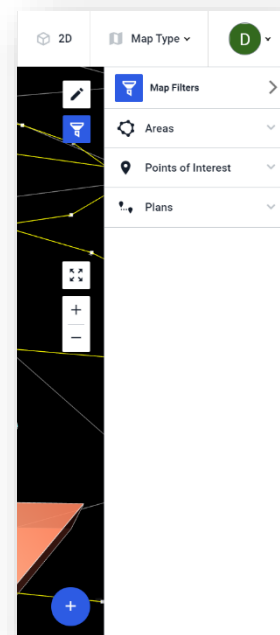 2D
Map Type
D
Map Filters
Areas
Points of Interest
Plans